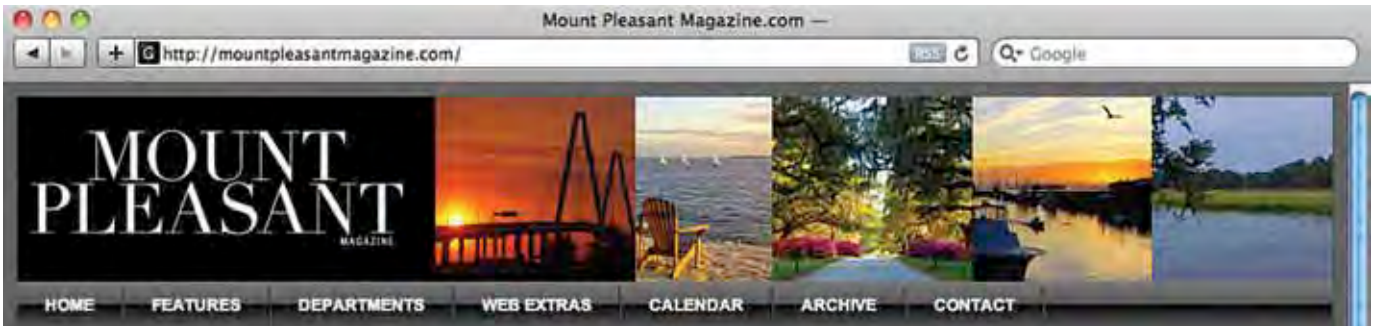 Mount Pleasant Magazine.com —
http://mountpleasantmagazine.com/
RSS
Google
MOUNT
PLEASANT
MAGAZINE
HOME FEATURES DEPARTMENTS WEB EXTRAS CALENDAR ARCHIVE CONTACT